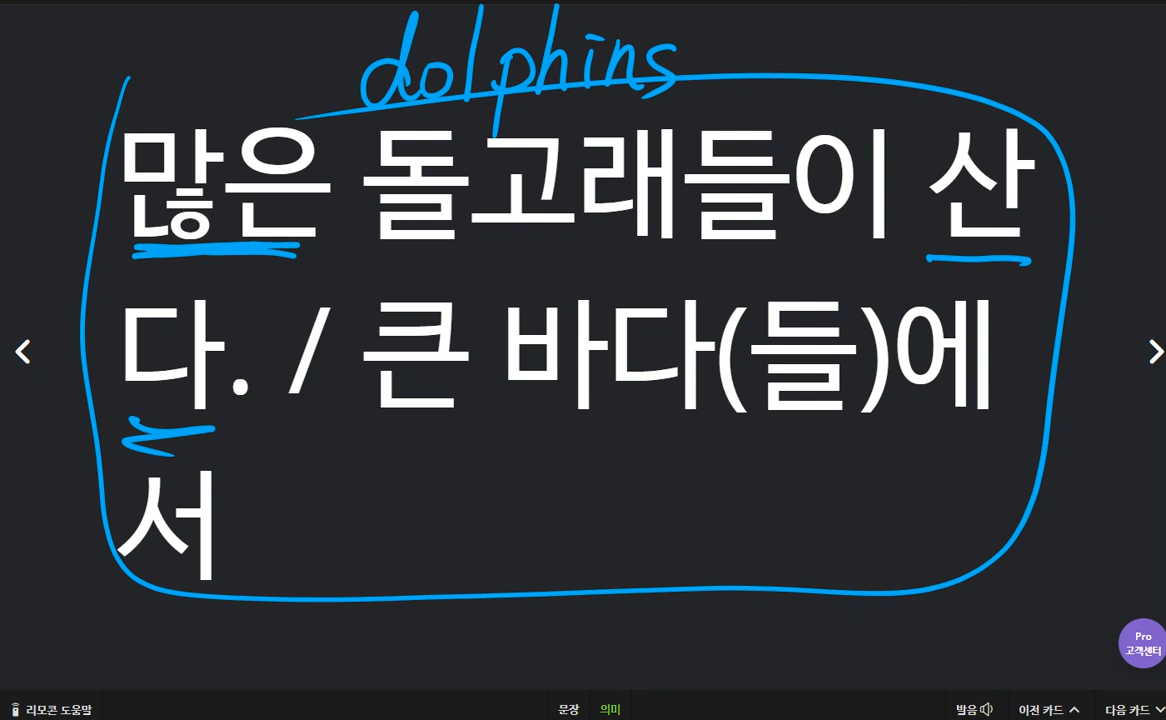 dolphins
많은 돌고래들이 산
다. / 큰 바다(들)에
서
Pro
고객센터
리모콘 도움말
문장
의미
발음
이전 카드
다음 카드